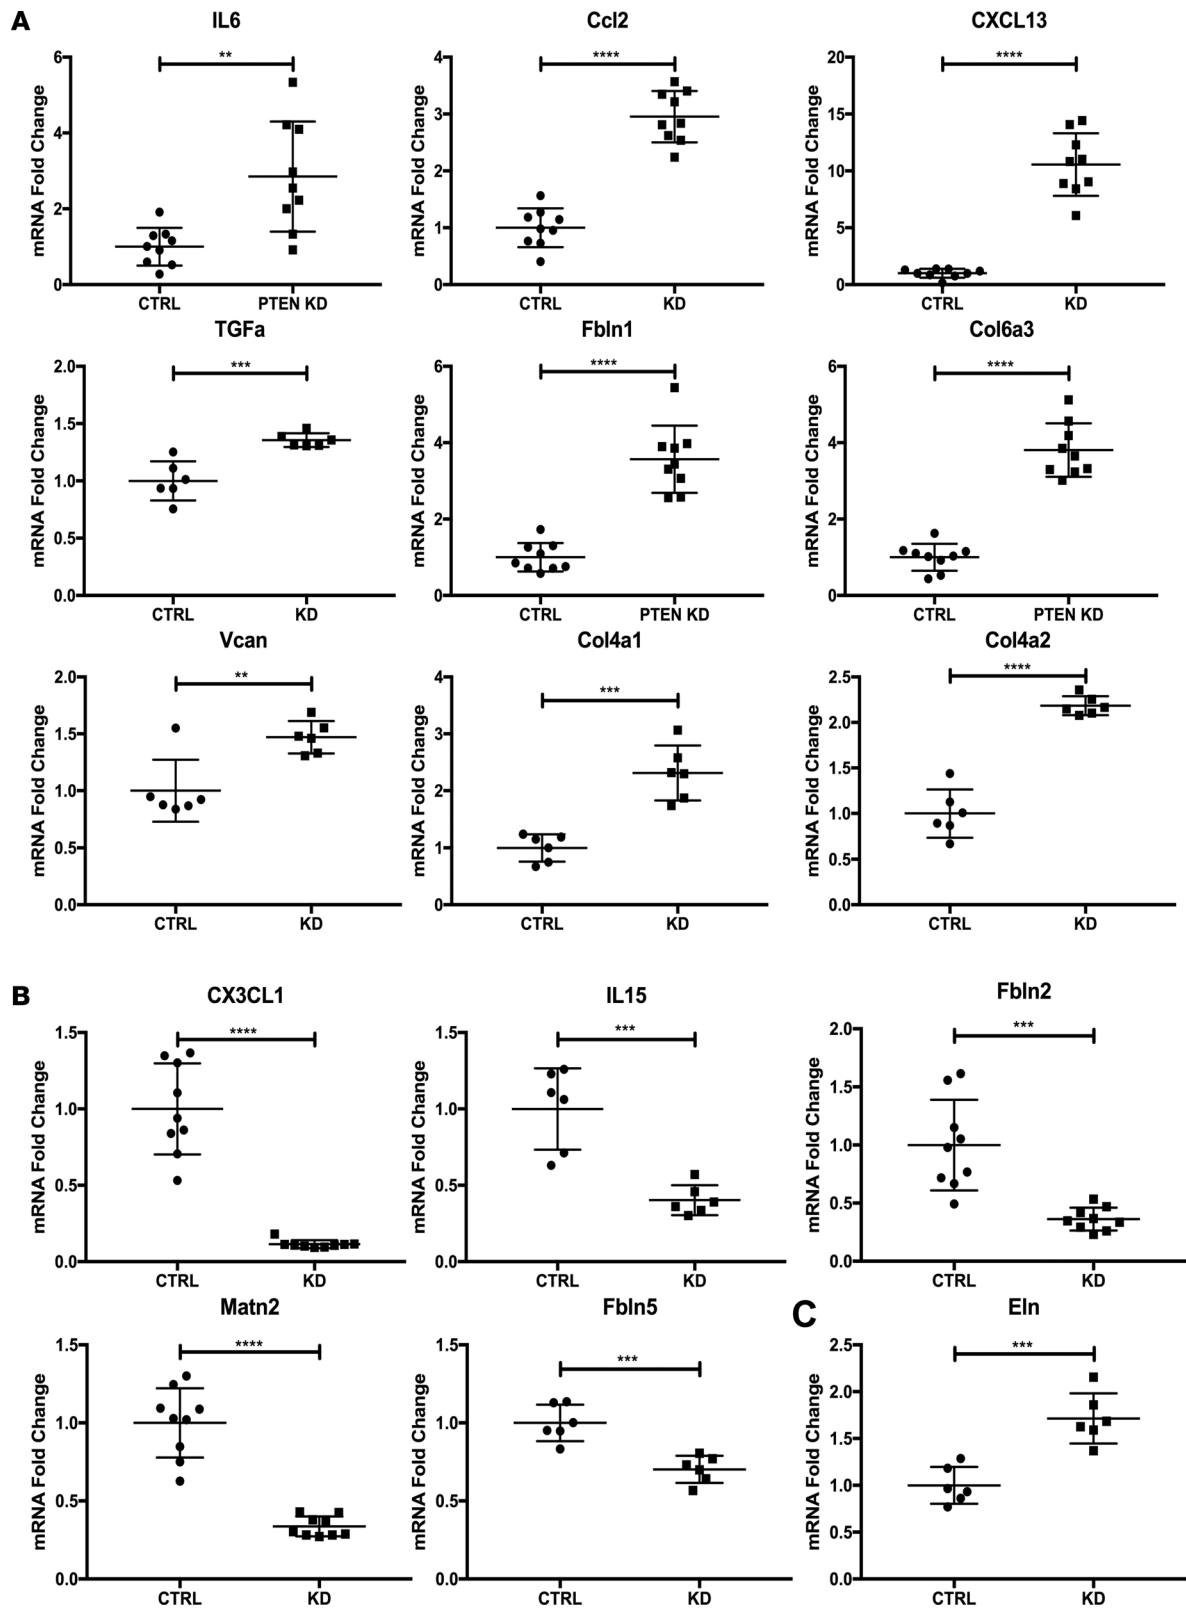 A
IL6
Ccl2
CXCL13
mRNA Fold Change
6
4
2
0
**
CTRL
PTEN KD
mRNA Fold Change
4
3
2
1
0
****
CTRL
KD
mRNA Fold Change
20
15
10
5
0
****
CTRL
KD
TGFa
Fbln1
Col6a3
mRNA Fold Change
2.0
1.5
1.0
0.5
0.0
***
CTRL
KD
mRNA Fold Change
6
4
2
0
****
CTRL
PTEN KD
mRNA Fold Change
6
4
2
0
****
CTRL
PTEN KD
Vcan
Col4a1
Col4a2
mRNA Fold Change
2.0
1.5
1.0
0.5
0.0
**
CTRL
KD
mRNA Fold Change
4
3
2
1
0
***
CTRL
KD
mRNA Fold Change
2.5
2.0
1.5
1.0
0.5
0.0
****
CTRL
KD
B
CX3CL1
IL15
Fbln2
mRNA Fold Change
1.5
1.0
0.5
0.0
****
CTRL
KD
mRNA Fold Change
1.5
1.0
0.5
0.0
***
CTRL
KD
mRNA Fold Change
2.0
1.5
1.0
0.5
0.0
***
CTRL
KD
Matn2
Fbln5
mRNA Fold Change
1.5
1.0
0.5
0.0
****
CTRL
KD
mRNA Fold Change
1.5
1.0
0.5
0.0
***
CTRL
KD
C
Eln
mRNA Fold Change
2.5
2.0
1.5
1.0
0.5
0.0
***
CTRL
KD